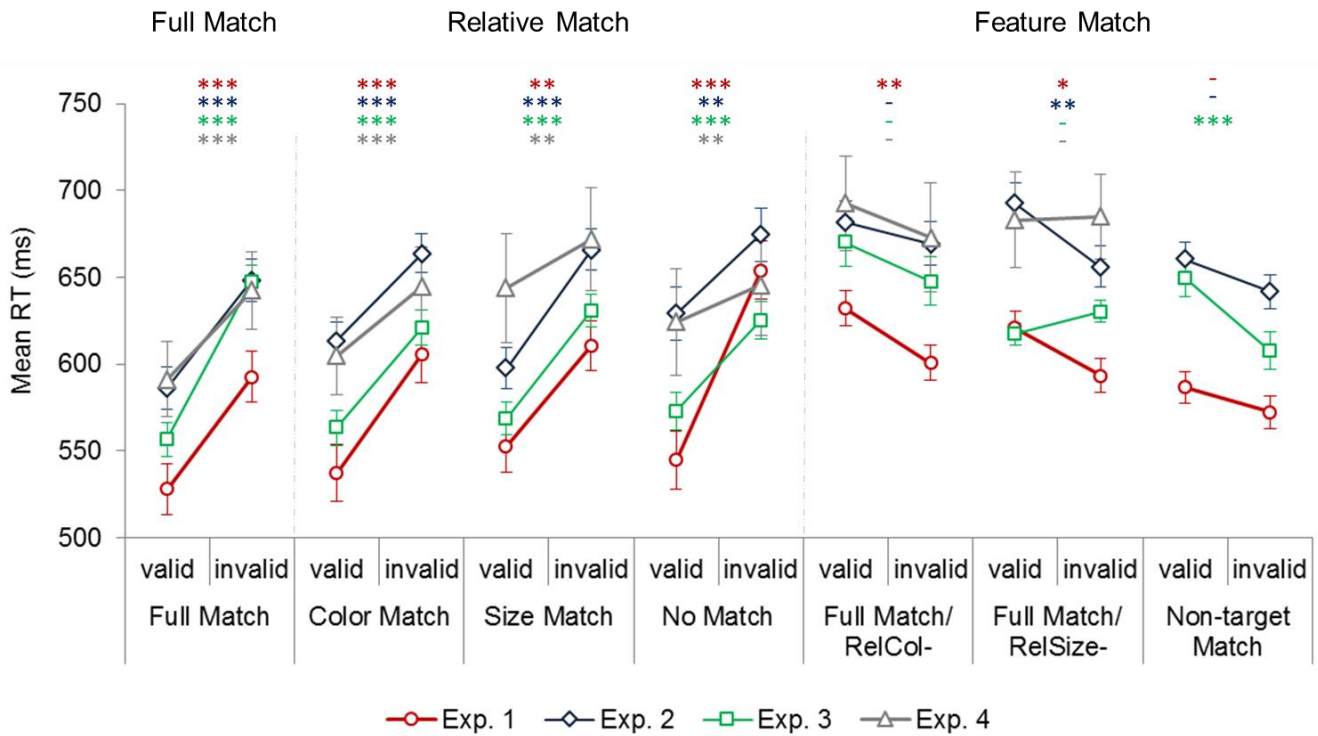 Full Match Relative Match Feature Match
*** *** ** *** ** * -
*** *** *** ** - ** -
*** *** *** *** - - ***
*** *** ** ** - -
750
700
650
600
550
500
Mean RT (ms)
valid invalid valid invalid valid invalid valid invalid valid invalid valid invalid valid invalid
Full Match Color Match Size Match No Match Full Match/ Full Match/ Non-target
RelCol- RelSize- Match
Exp. 1 Exp. 2 Exp. 3 Exp. 4